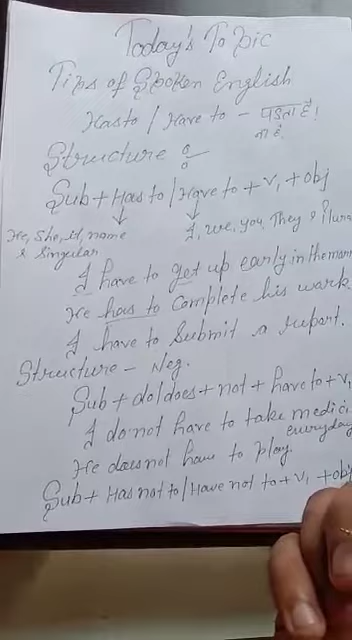 Today's Topic
Tips of Spoken English
Has to / Have to - पड़ता है!
ना है.
Structure :-
Sub + Has to / Have to + V1 + obj
He, She, it, name & Singular
I, we, you, They & Plura
I have to get up early in the morn
He has to complete his work
I have to submit a report.
Structure - Neg.
Sub + do/does + not + have to + V1
I do not have to take medici
everyday
He does not have to play.
Sub + Has not to / Have not to + V1 + obj